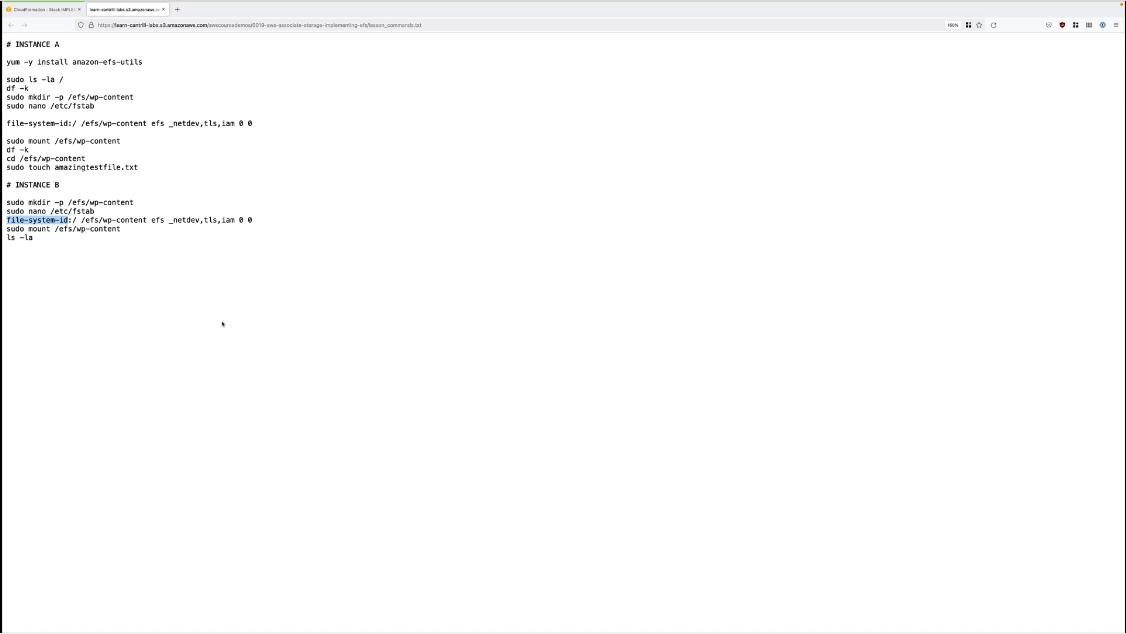 CloudFormation - Stack IMPLE
learn-cantrill-labs.s3.amazonaws.co
https://learn-cantrill-labs.s3.amazonaws.com/awscoursedemos/0019-aws-associate-storage-implementing-efs/lesson_commands.txt
150%
# INSTANCE A
yum -y install amazon-efs-utils
sudo ls -la /
df -k
sudo mkdir -p /efs/wp-content
sudo nano /etc/fstab
file-system-id:/ /efs/wp-content efs _netdev,tls,iam 0 0
sudo mount /efs/wp-content
df -k
cd /efs/wp-content
sudo touch amazingtestfile.txt
# INSTANCE B
sudo mkdir -p /efs/wp-content
sudo nano /etc/fstab
file-system-id:/ /efs/wp-content efs _netdev,tls,iam 0 0
sudo mount /efs/wp-content
ls -la